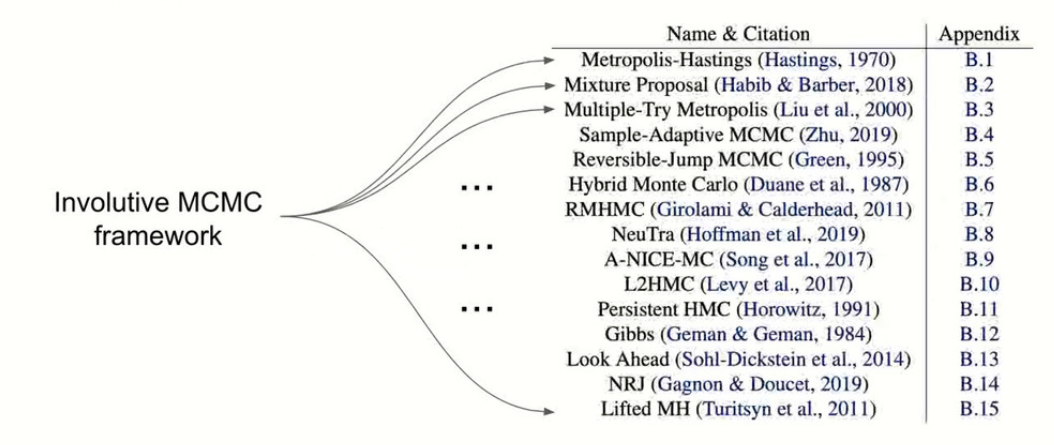 Name & Citation Appendix
Metropolis-Hastings (Hastings, 1970) B.1
Mixture Proposal (Habib & Barber, 2018) B.2
Multiple-Try Metropolis (Liu et al., 2000) B.3
Sample-Adaptive MCMC (Zhu, 2019) B.4
Reversible-Jump MCMC (Green, 1995) B.5
... Hybrid Monte Carlo (Duane et al., 1987) B.6
Involutive MCMC
framework
RMHMC (Girolami & Calderhead, 2011) B.7
NeuTra (Hoffman et al., 2019) B.8
... A-NICE-MC (Song et al., 2017) B.9
L2HMC (Levy et al., 2017) B.10
... Persistent HMC (Horowitz, 1991) B.11
Gibbs (Geman & Geman, 1984) B.12
Look Ahead (Sohl-Dickstein et al., 2014) B.13
NRJ (Gagnon & Doucet, 2019) B.14
Lifted MH (Turitsyn et al., 2011) B.15